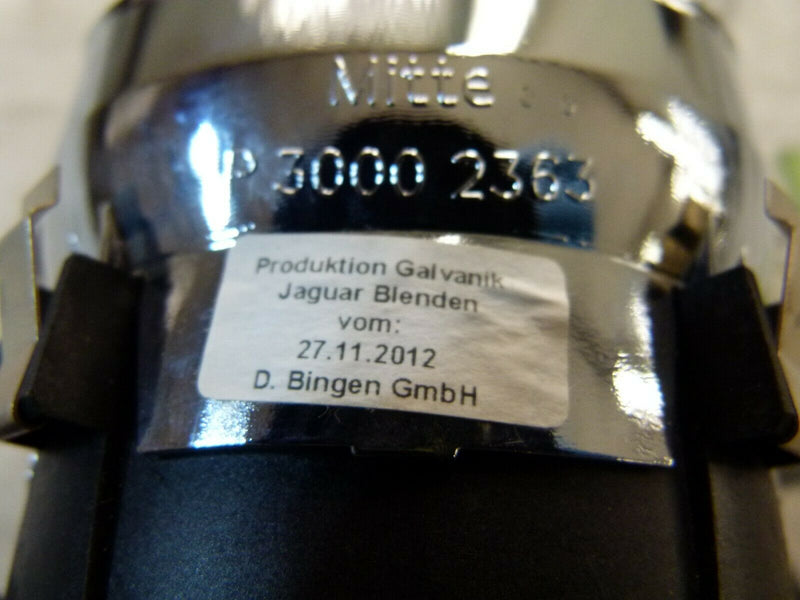 Mitte
P 3000 2363
Produktion Galvanik
Jaguar Blenden
vom:
27.11.2012
D. Bingen GmbH